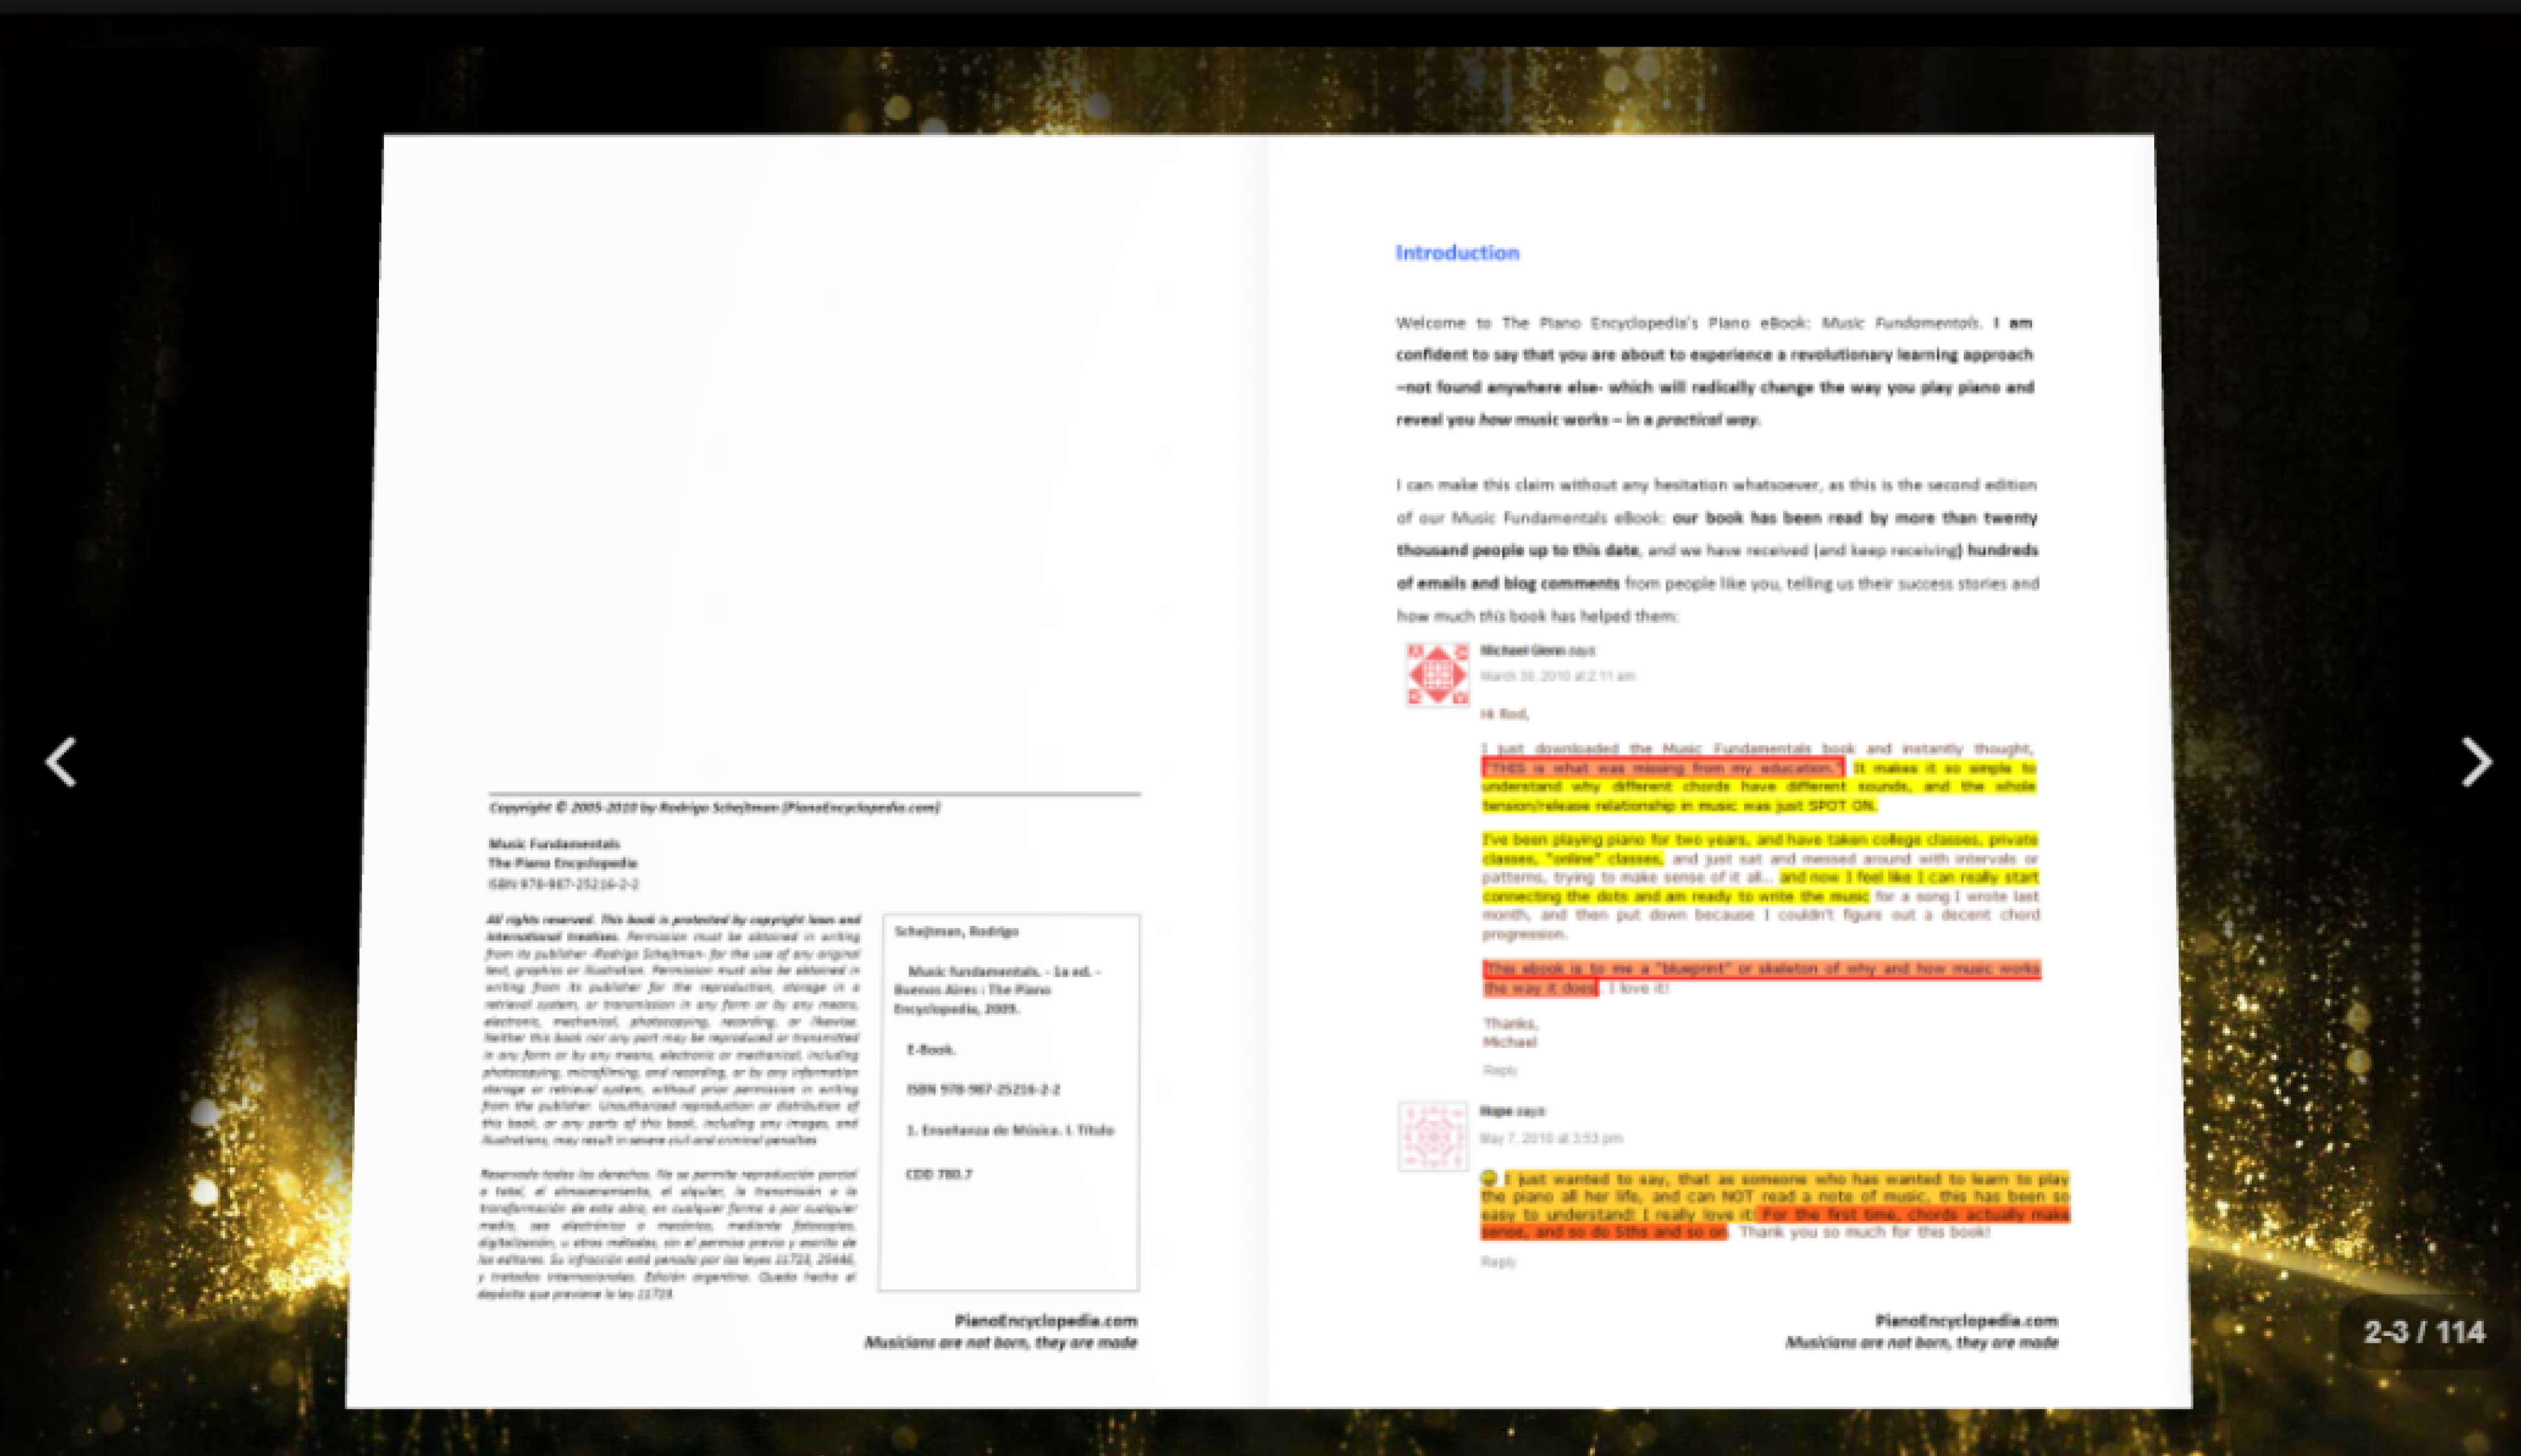 Copyright © 2005-2010 by Rodrigo Schejtman (PianoEncyclopedia.com)
Music Fundamentals
The Piano Encyclopedia
ISBN 978-987-25216-2-2
All rights reserved. This book is protected by copyright laws and
international treaties. Permission must be obtained in writing
from its publisher -Rodrigo Schejtman- for the use of any original
text, graphics or illustration. Permission must also be obtained in
writing from its publisher for the reproduction, storage in a
retrieval system, or transmission in any form or by any means,
electronic, mechanical, photocopying, recording, or likewise.
Neither this book nor any part may be reproduced or transmitted
in any form or by any means, electronic or mechanical, including
photocopying, microfilming, and recording, or by any information
storage or retrieval system, without prior permission in writing
from the publisher. Unauthorized reproduction or distribution of
this book, or any parts of this book, including any images, and
illustrations, may result in severe civil and criminal penalties
Reservado todos los derechos. No se permite reproducción parcial
o total, el almacenamiento, el alquiler, la transmisión o la
transformación de esta obra, en cualquier forma o por cualquier
medio, sea electrónico o mecánico, mediante fotocopias,
digitalización, u otros métodos, sin el permiso previo y escrito de
los editores. Su infracción está penada por las leyes 11723, 25446,
y tratados internacionales. Edición argentina. Queda hecho el
depósito que previene la ley 11723.
Schejtman, Rodrigo
Music fundamentals. - 1a ed. -
Buenos Aires : The Piano
Encyclopedia, 2009.
E-Book.
ISBN 978-987-25216-2-2
1. Enseñanza de Música. I. Título
CDD 780.7
PianoEncyclopedia.com
Musicians are not born, they are made
Introduction
Welcome to The Piano Encyclopedia's Piano eBook: Music Fundamentals. I am
confident to say that you are about to experience a revolutionary learning approach
–not found anywhere else- which will radically change the way you play piano and
reveal you how music works – in a practical way.
I can make this claim without any hesitation whatsoever, as this is the second edition
of our Music Fundamentals eBook: our book has been read by more than twenty
thousand people up to this date, and we have received (and keep receiving) hundreds
of emails and blog comments from people like you, telling us their success stories and
how much this book has helped them:
Michael Glenn says:
March 30, 2010 at 2:11 am
Hi Rod,
I just downloaded the Music Fundamentals book and instantly thought,
"THIS is what was missing from my education." It makes it so simple to
understand why different chords have different sounds, and the whole
tension/release relationship in music was just SPOT ON.
I've been playing piano for two years, and have taken college classes, private
classes, "online" classes, and just sat and messed around with intervals or
patterns, trying to make sense of it all... and now I feel like I can really start
connecting the dots and am ready to write the music for a song I wrote last
month, and then put down because I couldn't figure out a decent chord
progression.
This ebook is to me a "blueprint" or skeleton of why and how music works
the way it does. I love it!
Thanks,
Michael
Reply
Hope says:
May 7, 2010 at 3:53 pm
I just wanted to say, that as someone who has wanted to learn to play
the piano all her life, and can NOT read a note of music, this has been so
easy to understand! I really love it! For the first time, chords actually make
sense, and so do 5ths and so on. Thank you so much for this book!
Reply
PianoEncyclopedia.com
Musicians are not born, they are made
2-3 / 114